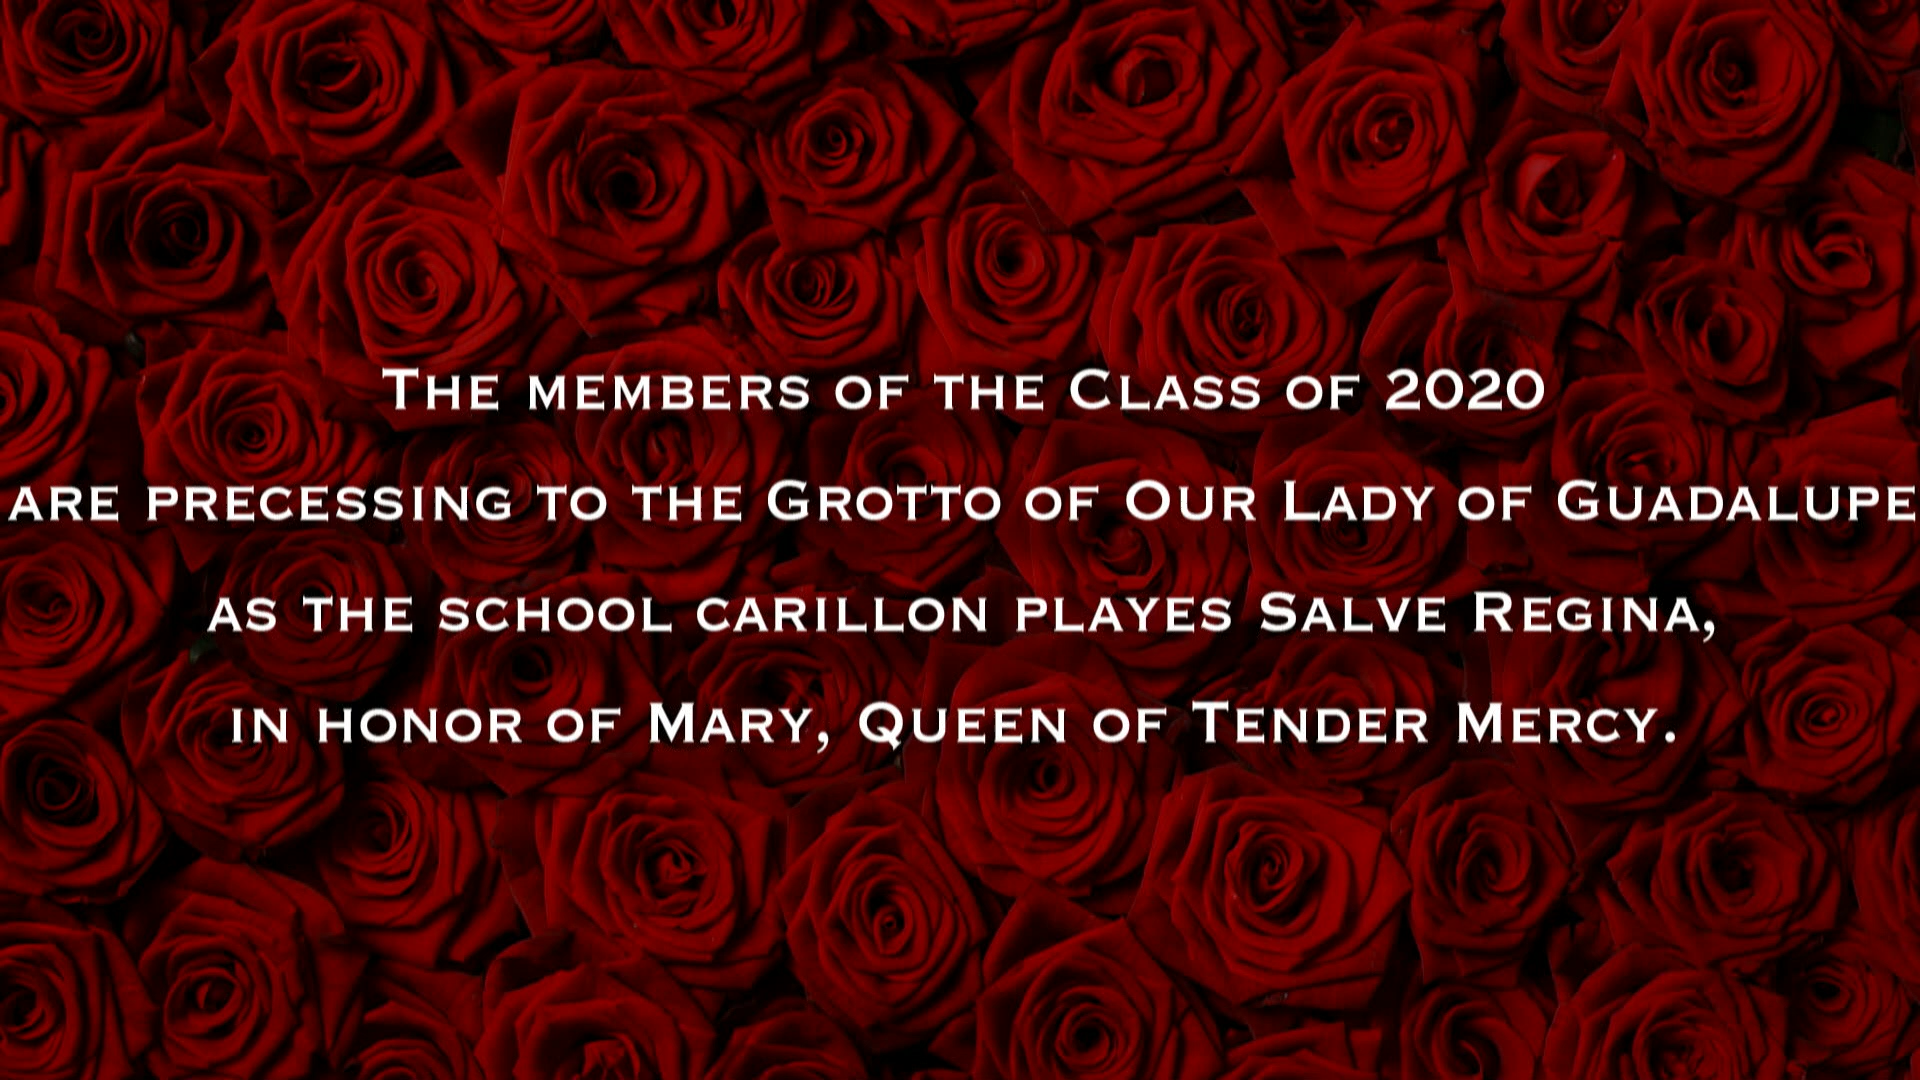 The members of the Class of 2020
are precessing to the Grotto of Our Lady of Guadalupe
as the school carillon playes Salve Regina,
in honor of Mary, Queen of Tender Mercy.